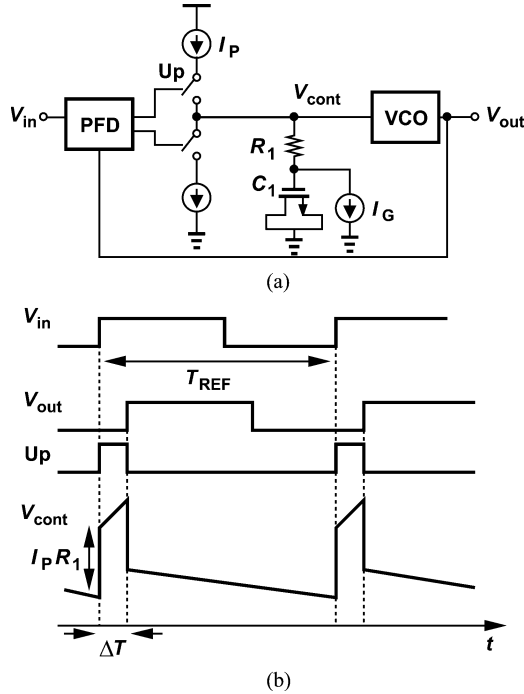 I_P
Up
V_in
PFD
V_cont
VCO
V_out
R_1
C_1
I_G
(a)
V_in
T_REF
V_out
Up
V_cont
I_P R_1
ΔT
t
(b)